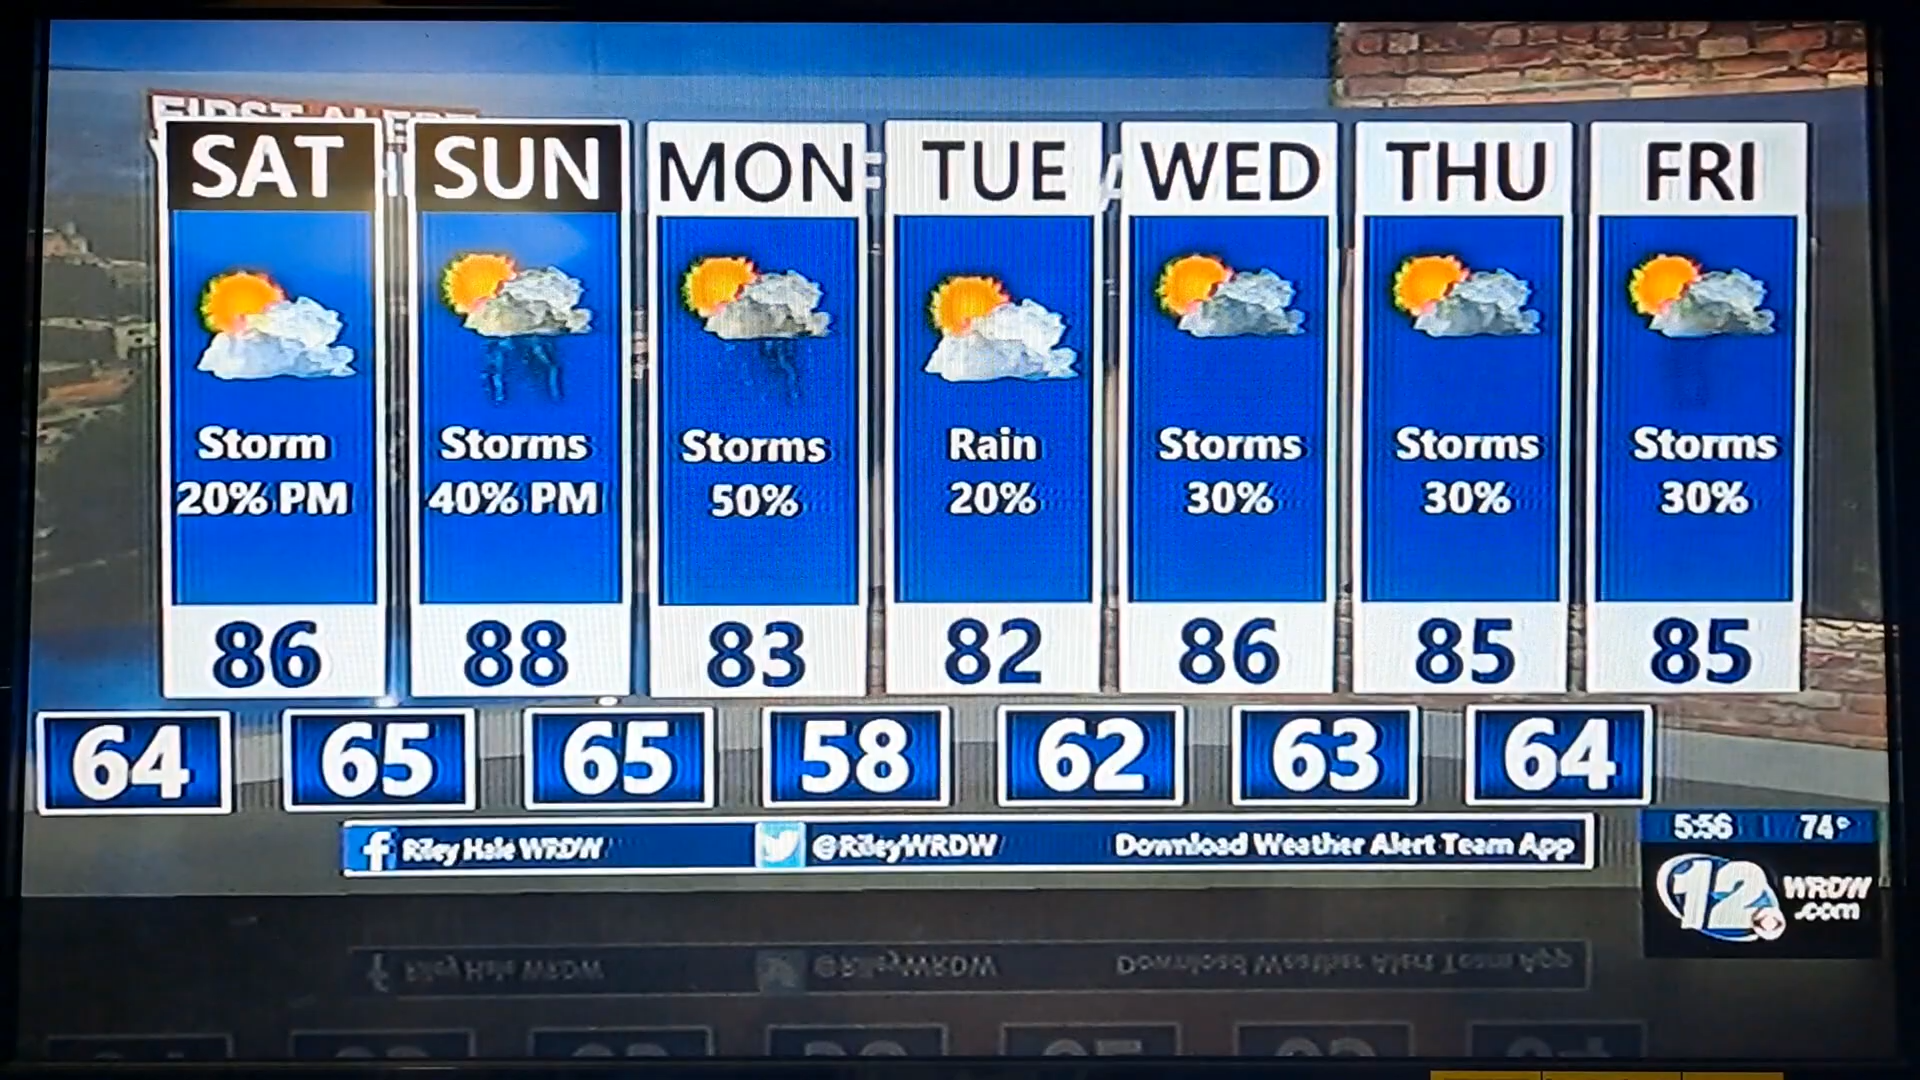 FIRST ALERT
SAT SUN MON TUE WED THU FRI
Storm Storms Storms Rain Storms Storms Storms
20% PM 40% PM 50% 20% 30% 30% 30%
86 88 83 82 86 85 85
64 65 65 58 62 63 64
Riley Hale WRDW @RileyWRDW Download Weather Alert Team App
5:56 74°
12 WRDW
.com